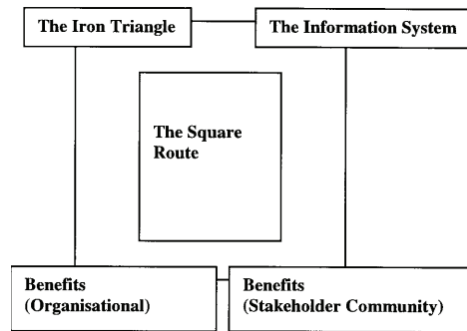 The Iron Triangle
The Information System
The Square
Route
Benefits
(Organisational)
Benefits
(Stakeholder Community)